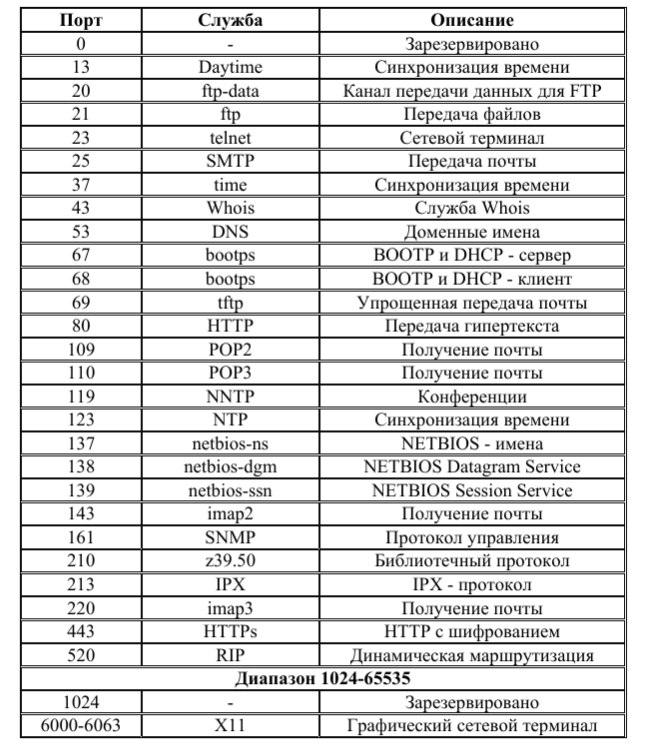 Порт Служба Описание
0 - Зарезервировано
13 Daytime Синхронизация времени
20 ftp-data Канал передачи данных для FTP
21 ftp Передача файлов
23 telnet Сетевой терминал
25 SMTP Передача почты
37 time Синхронизация времени
43 Whois Служба Whois
53 DNS Доменные имена
67 bootps BOOTP и DHCP - сервер
68 bootps BOOTP и DHCP - клиент
69 tftp Упрощенная передача почты
80 HTTP Передача гипертекста
109 POP2 Получение почты
110 POP3 Получение почты
119 NNTP Конференции
123 NTP Синхронизация времени
137 netbios-ns NETBIOS - имена
138 netbios-dgm NETBIOS Datagram Service
139 netbios-ssn NETBIOS Session Service
143 imap2 Получение почты
161 SNMP Протокол управления
210 z39.50 Библиотечный протокол
213 IPX IPX - протокол
220 imap3 Получение почты
443 HTTPs HTTP с шифрованием
520 RIP Динамическая маршрутизация
Диапазон 1024-65535
1024 - Зарезервировано
6000-6063 X11 Графический сетевой терминал